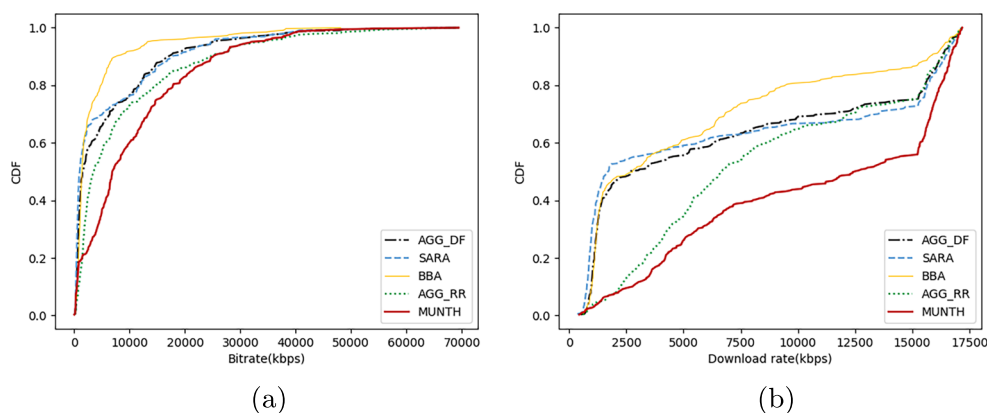 1.0
0.8
0.6
0.4
0.2
0.0
CDF
0 10000 20000 30000 40000 50000 60000 70000
Bitrate(kbps)
AGG_DF
SARA
BBA
AGG_RR
MUNTH
(a)
1.0
0.8
0.6
0.4
0.2
0.0
CDF
0 2500 5000 7500 10000 12500 15000 17500
Download rate(kbps)
AGG_DF
SARA
BBA
AGG_RR
MUNTH
(b)